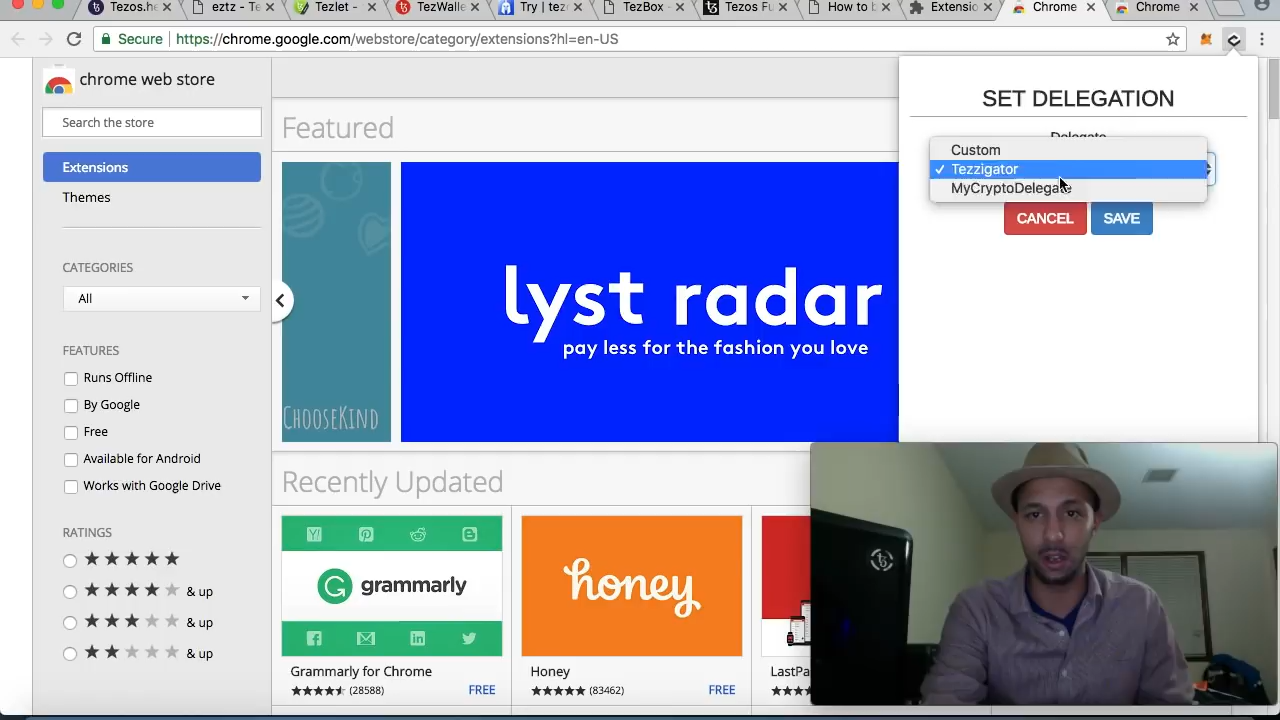 Tezos.he
eztz -
Tezlet -
TezWalle
Try | tez
TezBox -
Tezos Fu
How to b
Extensio
Chrome
Chrome
Secure
https://chrome.google.com/webstore/category/extensions?hl=en-US
chrome web store
Search the store
Extensions
Themes
CATEGORIES
All
FEATURES
Runs Offline
By Google
Free
Available for Android
Works with Google Drive
RATINGS
& up
& up
& up
Featured
CHOOSEKIND
lyst radar
pay less for the fashion you love
Recently Updated
grammarly
Grammarly for Chrome
(28588)
FREE
honey
Honey
(83462)
FREE
LastPa
SET DELEGATION
Delegate
Custom
✓ Tezzigator
MyCryptoDelegate
CANCEL
SAVE